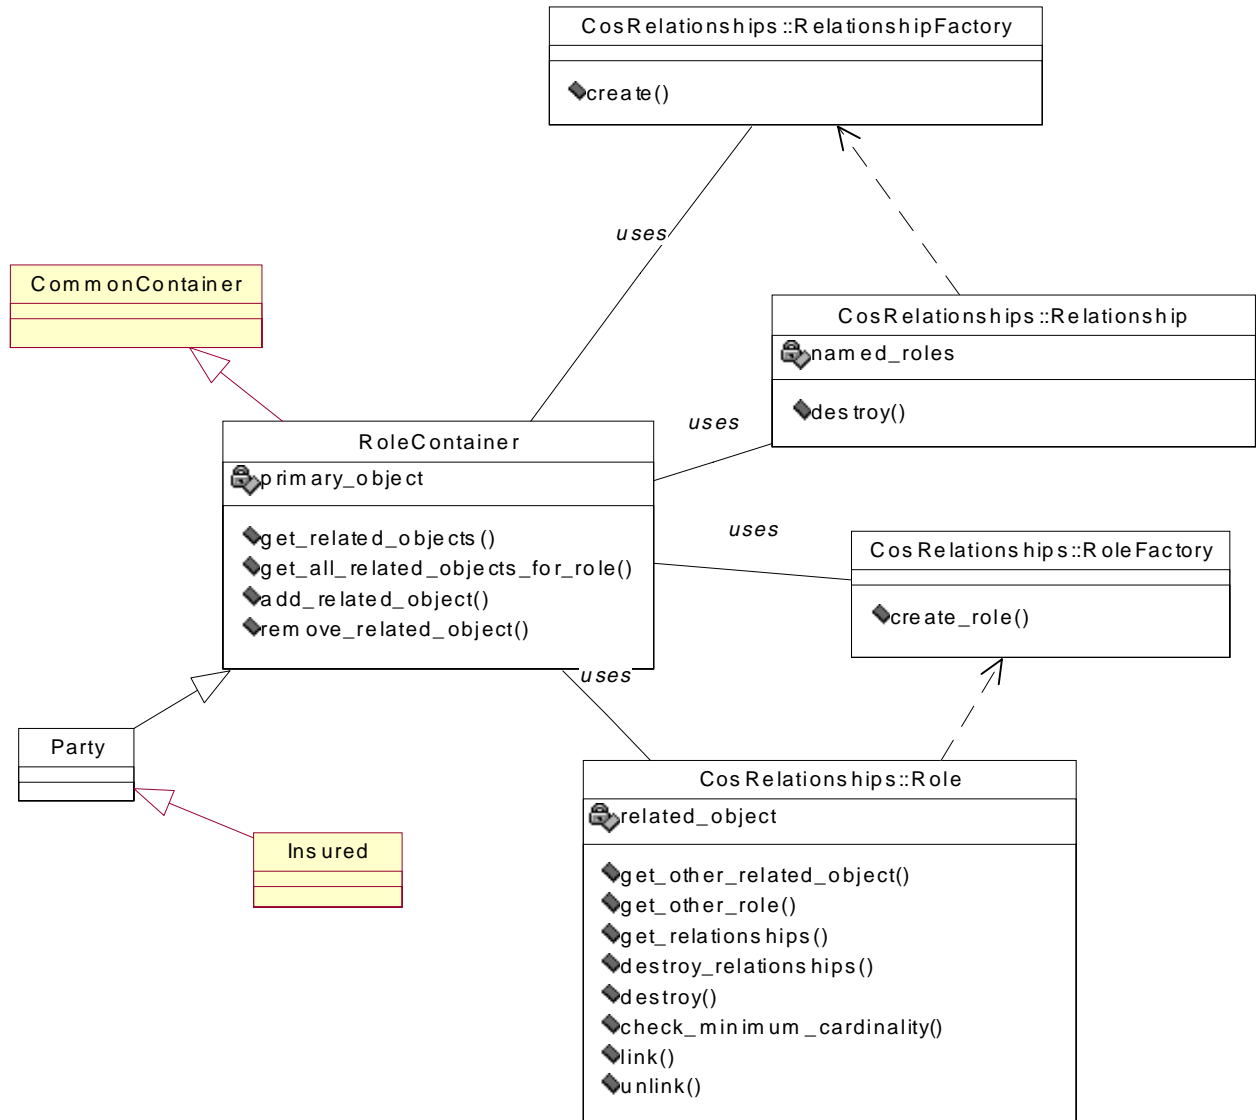 CosRelationships::RelationshipFactory
create()
uses
CommonContainer
CosRelationships::Relationship
named_roles
destroy()
uses
RoleContainer
primary_object
get_related_objects()
get_all_related_objects_for_role()
add_related_object()
remove_related_object()
uses
CosRelationships::RoleFactory
create_role()
uses
Party
CosRelationships::Role
related_object
get_other_related_object()
get_other_role()
get_relationships()
destroy_relationships()
destroy()
check_minimum_cardinality()
link()
unlink()
Insured